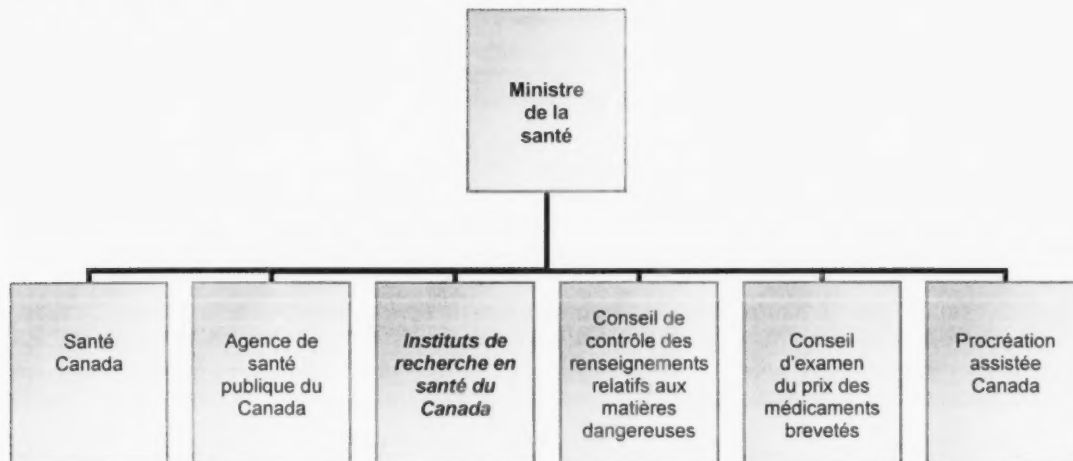 Ministre
de la
santé
Santé
Canada
Agence de
santé
publique du
Canada
Instituts de
recherche en
santé du
Canada
Conseil de
contrôle des
renseignements
relatifs aux
matières
dangereuses
Conseil
d'examen
du prix des
médicaments
brevetés
Procréation
assistée
Canada